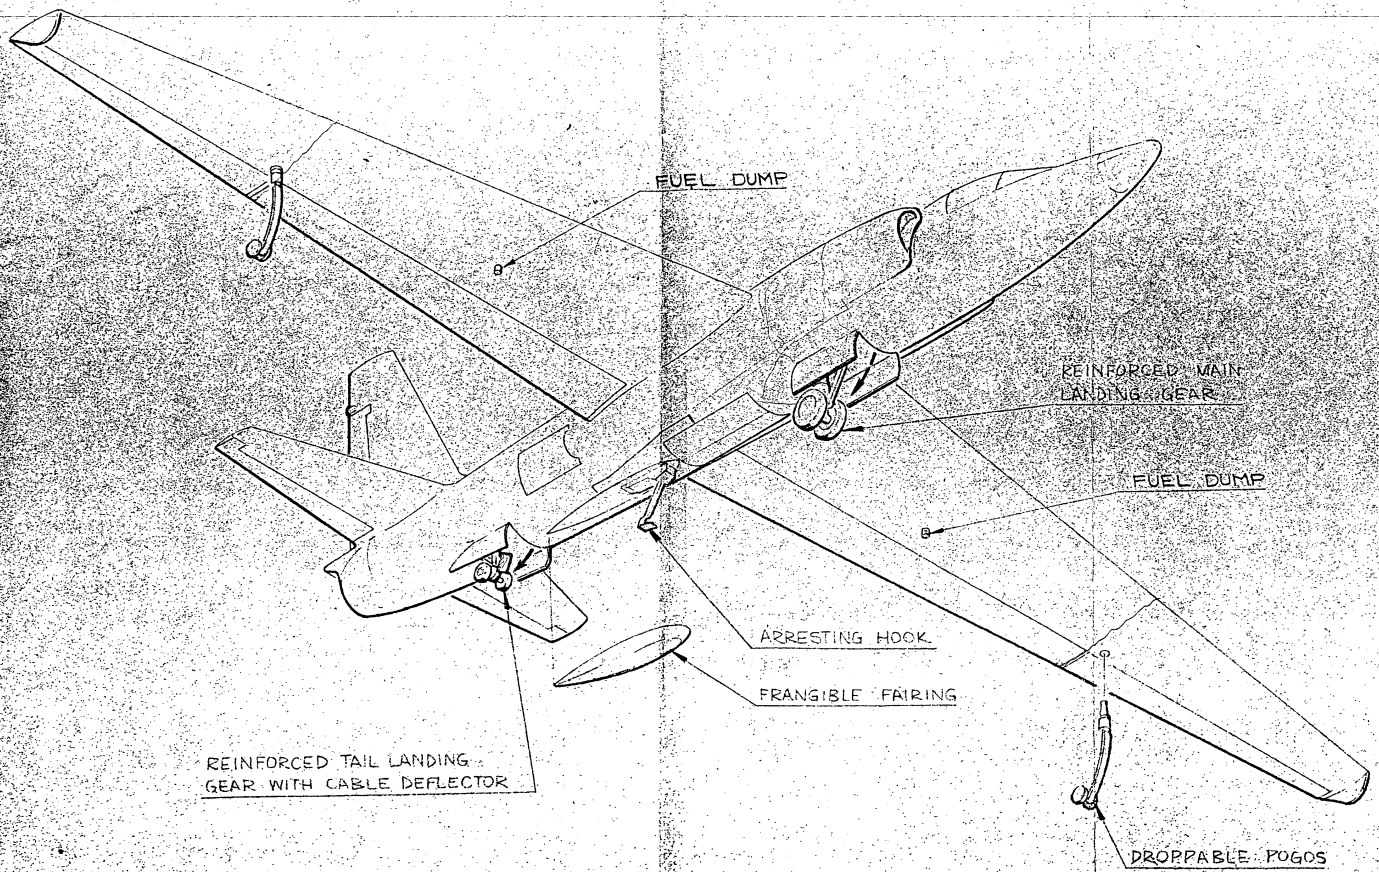 FUEL DUMP
REINFORCED MAIN
LANDING GEAR
FUEL DUMP
ARRESTING HOOK
FRANGIBLE FAIRING
REINFORCED TAIL LANDING
GEAR WITH CABLE DEFLECTOR
DROPPABLE POGOS